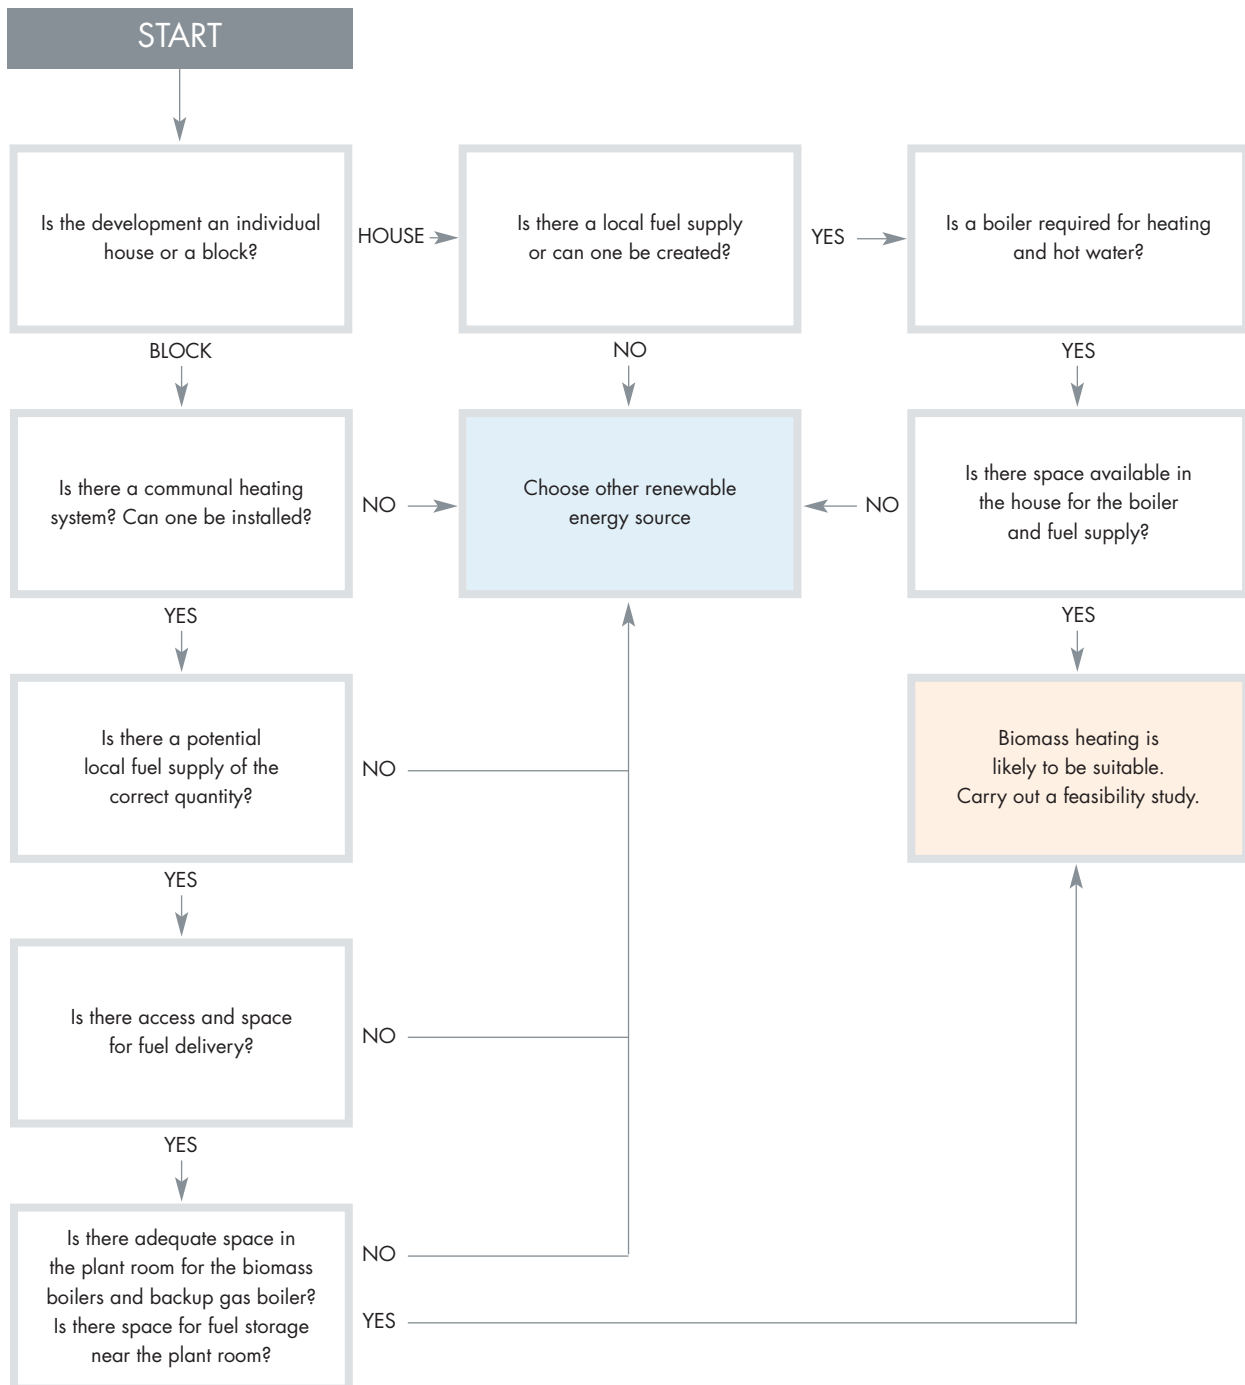 START
Is the development an individual
house or a block?
HOUSE
Is there a local fuel supply
or can one be created?
YES
Is a boiler required for heating
and hot water?
BLOCK
NO
YES
Is there a communal heating
system? Can one be installed?
NO
Choose other renewable
energy source
NO
Is there space available in
the house for the boiler
and fuel supply?
YES
YES
Is there a potential
local fuel supply of the
correct quantity?
NO
Biomass heating is
likely to be suitable.
Carry out a feasibility study.
YES
Is there access and space
for fuel delivery?
NO
YES
Is there adequate space in
the plant room for the biomass
boilers and backup gas boiler?
Is there space for fuel storage
near the plant room?
NO
YES